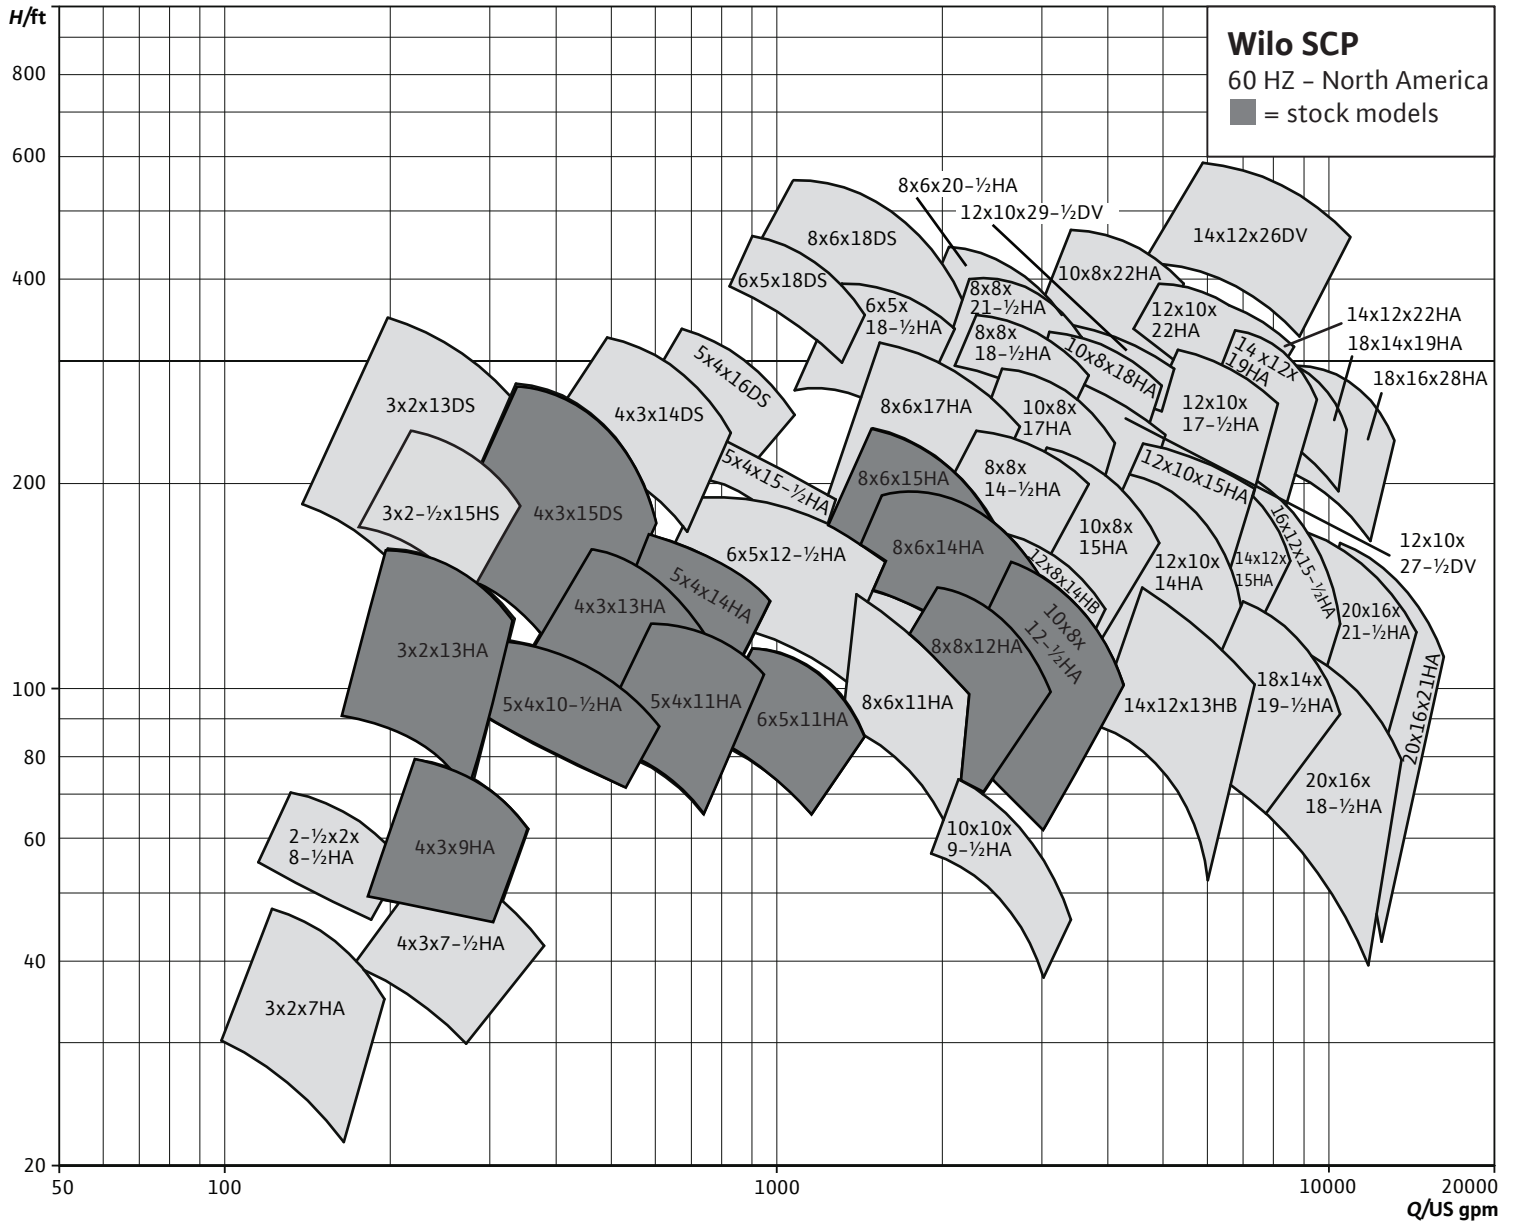 H/ft
Wilo SCP
60 HZ – North America
= stock models
800
600
400
200
100
80
60
40
20
50
100
1000
10000
20000
Q/US gpm
8x6x20-½HA
12x10x29-½DV
8x6x18DS
14x12x26DV
6x5x18DS
10x8x22HA
8x8x
21-½HA
6x5x
18-½HA
12x10x
22HA
14x12x22HA
8x8x
18-½HA
10x8x18HA
14x12x
19HA
18x14x19HA
18x16x28HA
5x4x16DS
3x2x13DS
4x3x14DS
8x6x17HA
10x8x
17HA
12x10x
17-½HA
5x4x15-½HA
8x6x15HA
8x8x
14-½HA
12x10x15HA
3x2-½x15HS
4x3x15DS
6x5x12-½HA
8x6x14HA
10x8x
15HA
12x10x
14HA
14x12x
15HA
16x12x15-½HA
12x10x
27-½DV
5x4x14HA
4x3x13HA
12x8x14HB
10x8x
12-½HA
20x16x
21-½HA
3x2x13HA
8x8x12HA
5x4x10-½HA
5x4x11HA
6x5x11HA
8x6x11HA
14x12x13HB
18x14x
19-½HA
20x16x21HA
20x16x
18-½HA
2-½x2x
8-½HA
4x3x9HA
10x10x
9-½HA
4x3x7-½HA
3x2x7HA